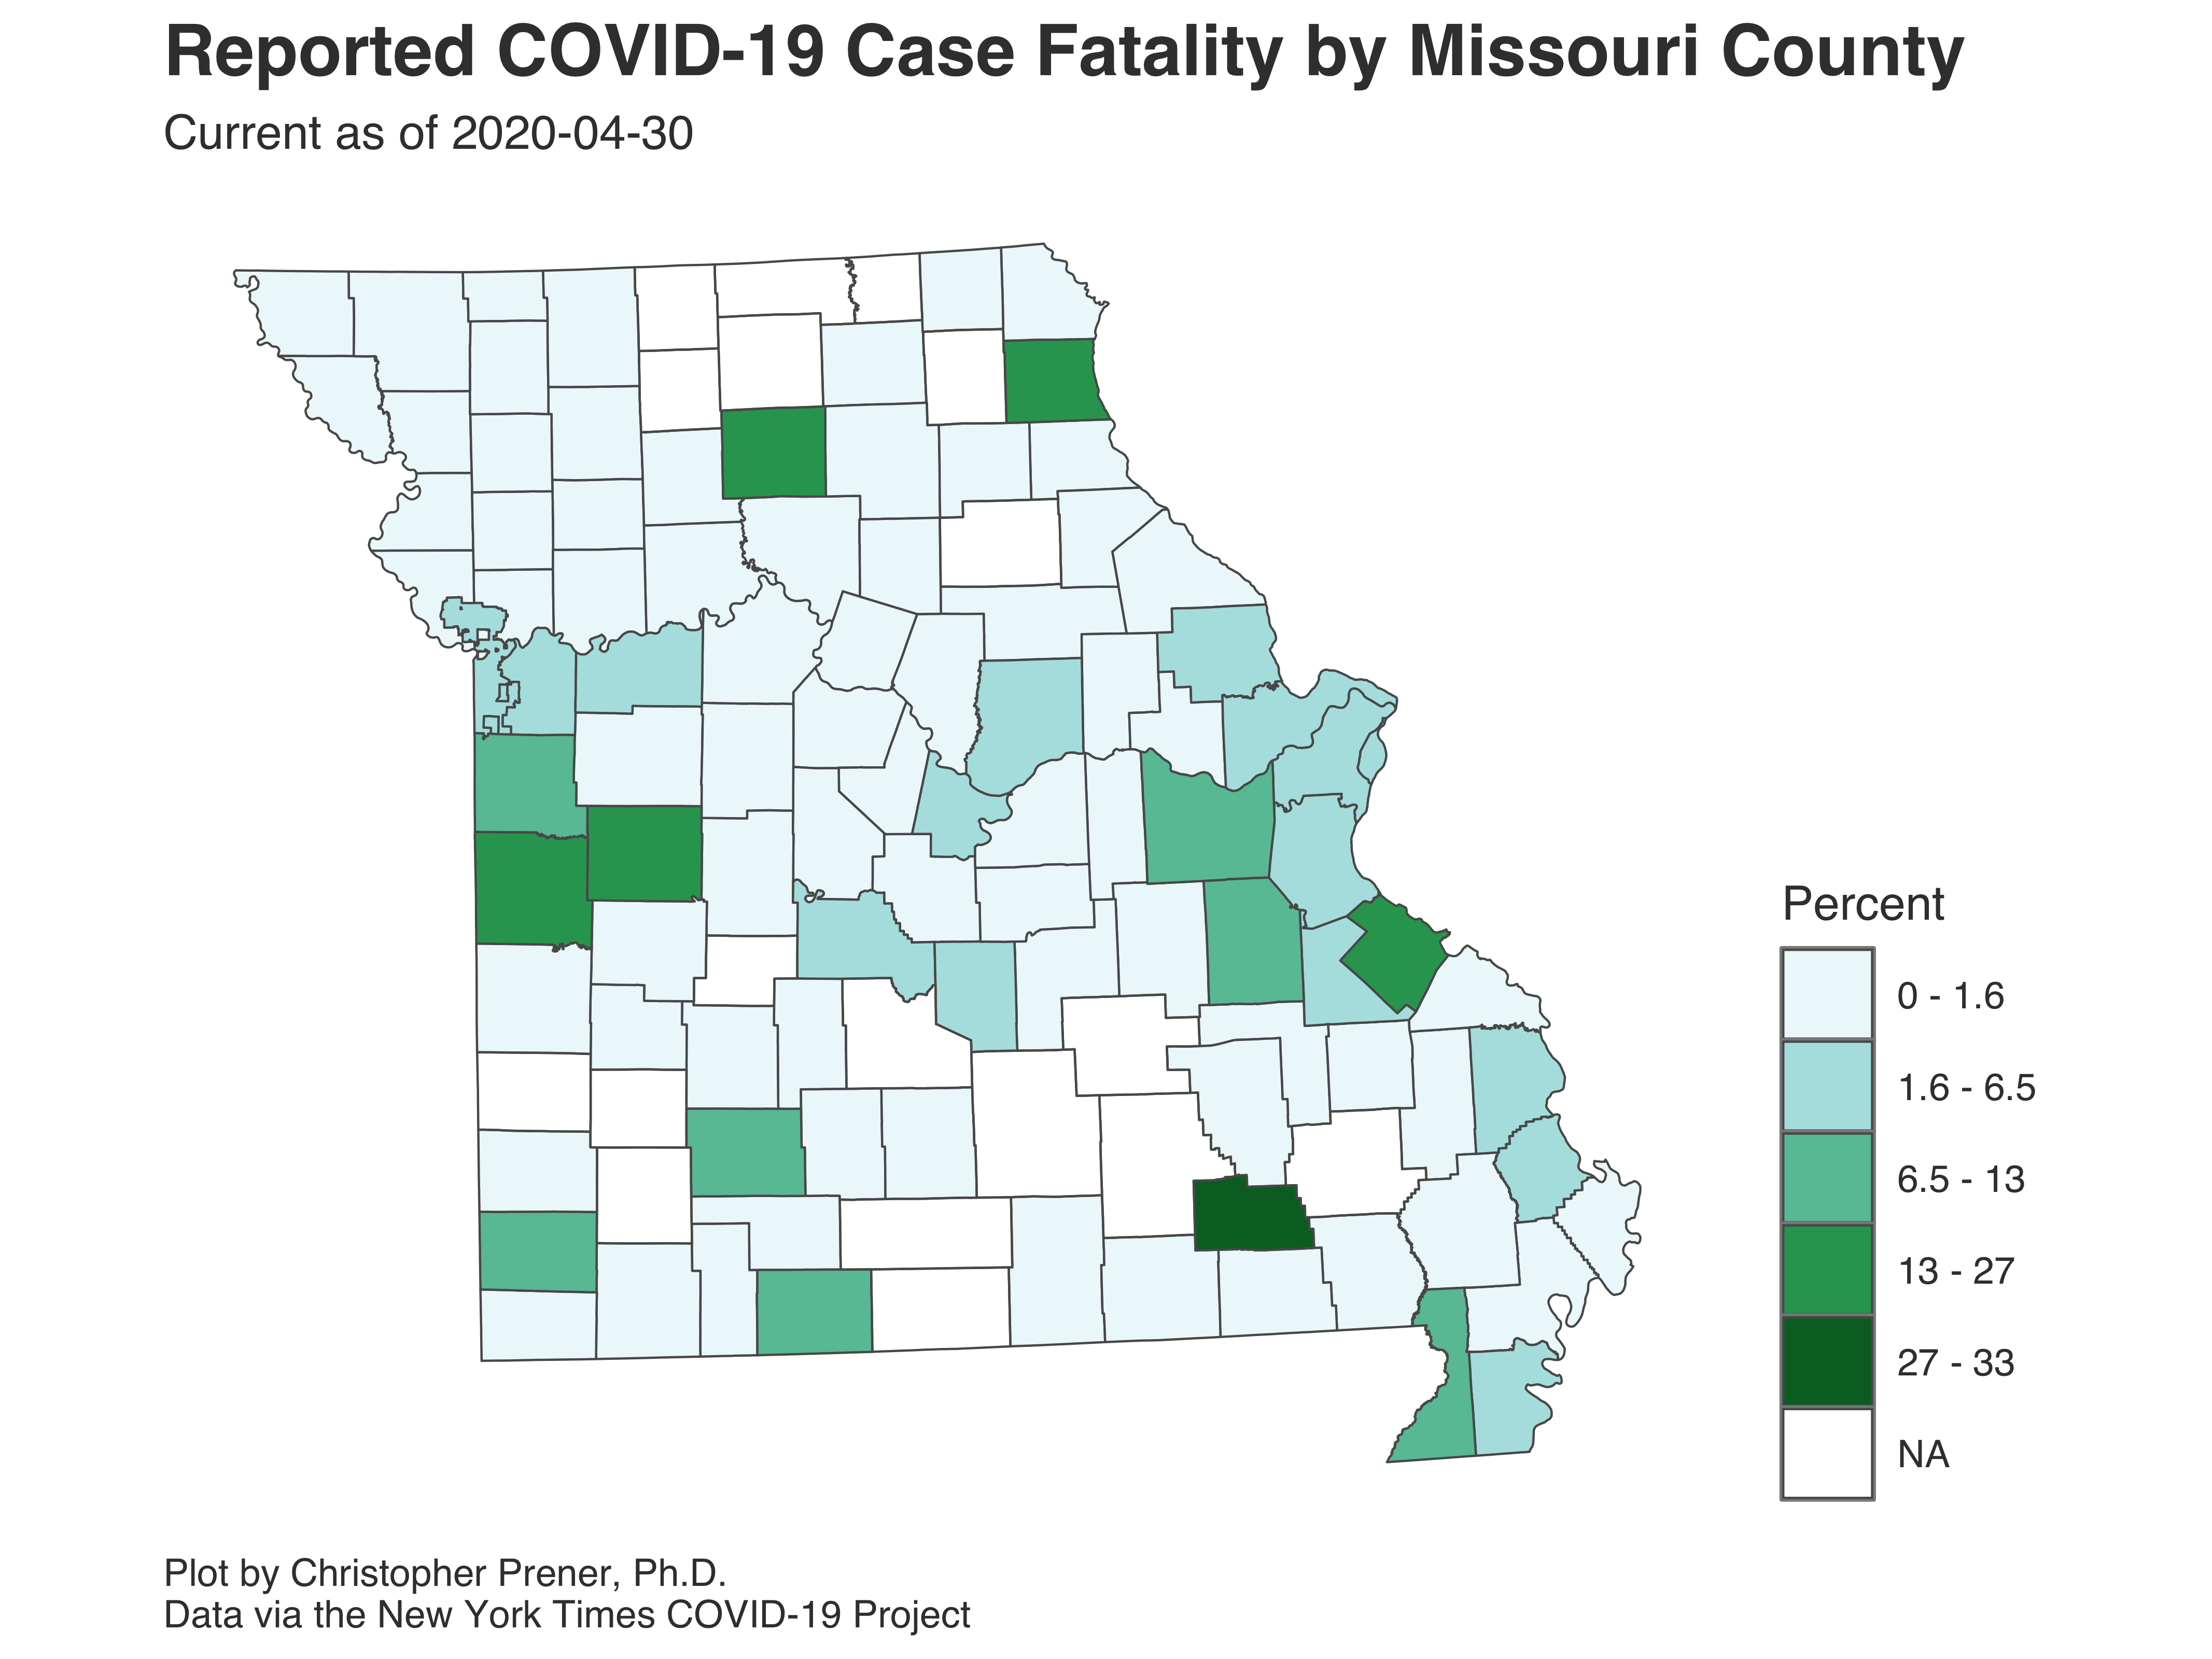 Reported COVID-19 Case Fatality by Missouri County
Current as of 2020-04-30
Percent
0 - 1.6
1.6 - 6.5
6.5 - 13
13 - 27
27 - 33
NA
Plot by Christopher Prener, Ph.D.
Data via the New York Times COVID-19 Project